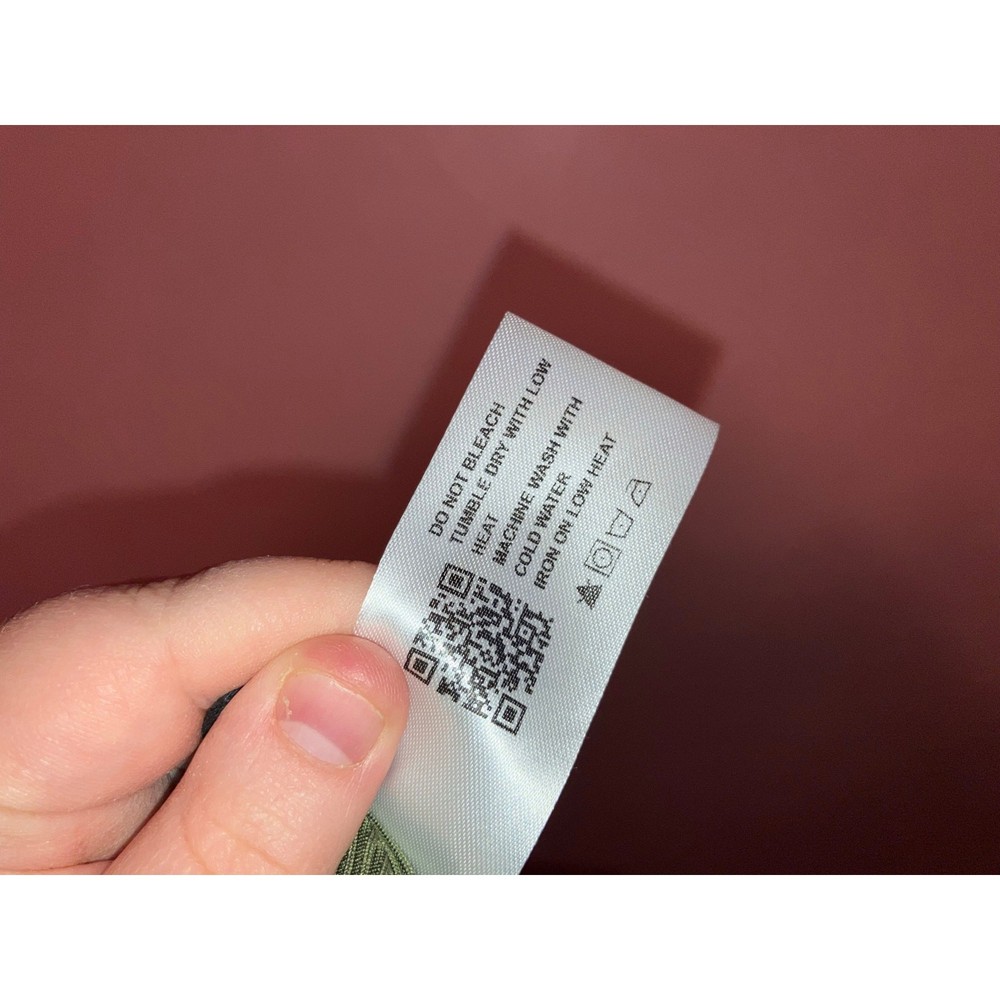 DO NOT BLEACH
TUMBLE DRY WITH LOW
HEAT
MACHINE WASH WITH
COLD WATER
IRON ON LOW HEAT